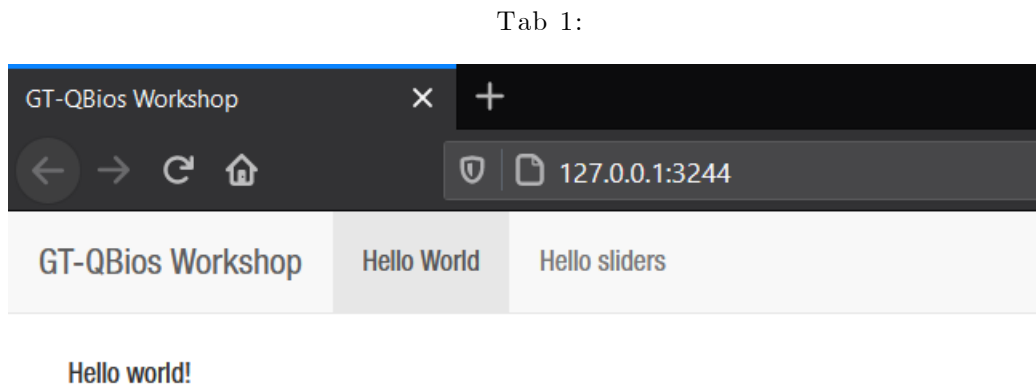 Tab 1:
GT-QBios Workshop
127.0.0.1:3244
GT-QBios Workshop Hello World Hello sliders
Hello world!